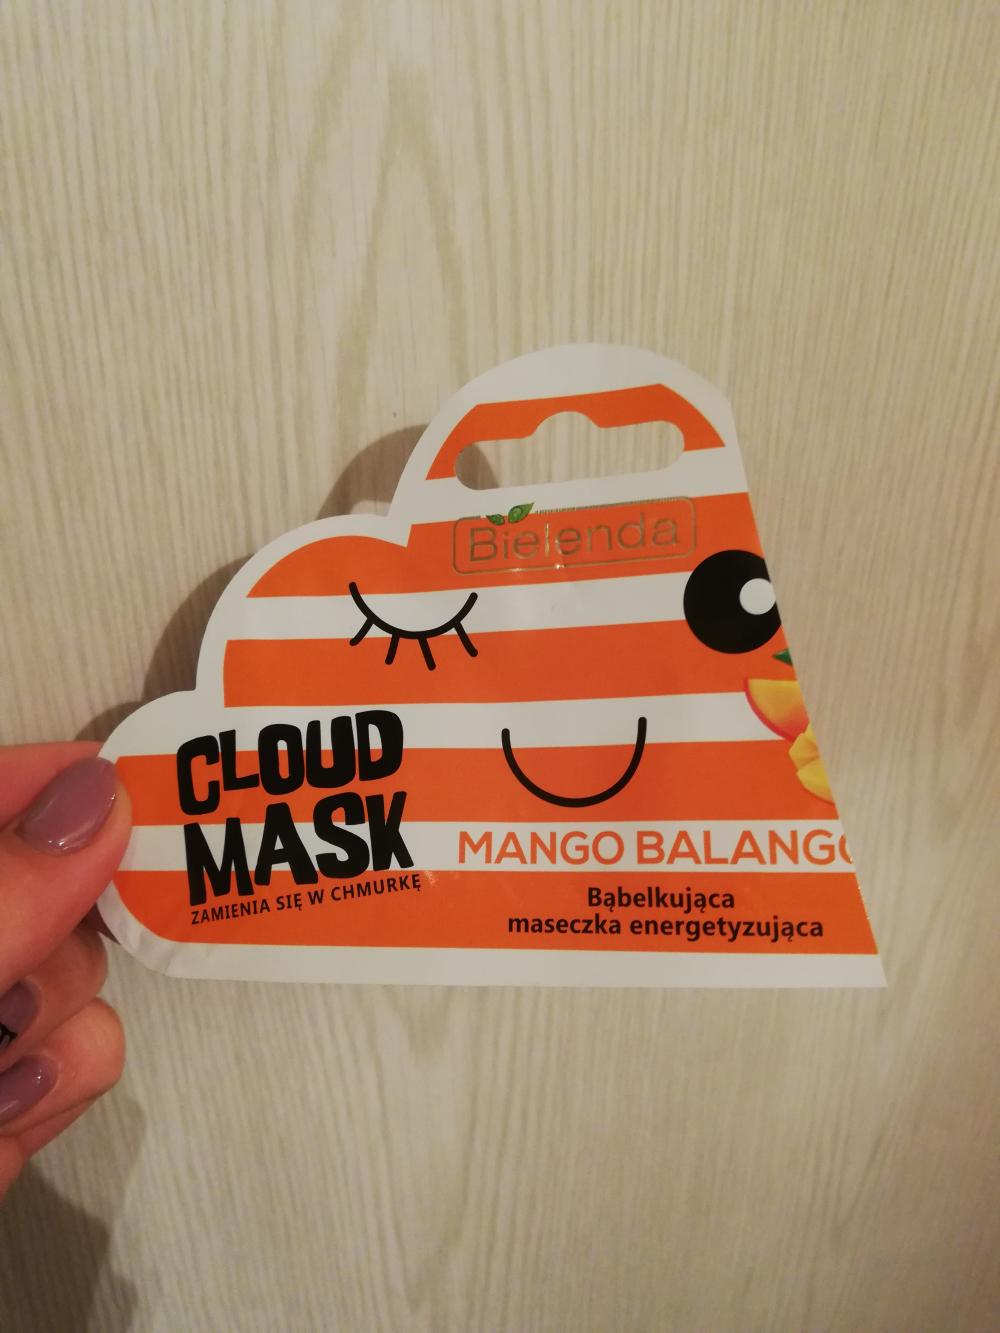 Bielenda
CLOUD
MASK
ZAMIENIA SIĘ W CHMURKĘ
MANGO BALANGO
Bąbelkująca
maseczka energetyzująca